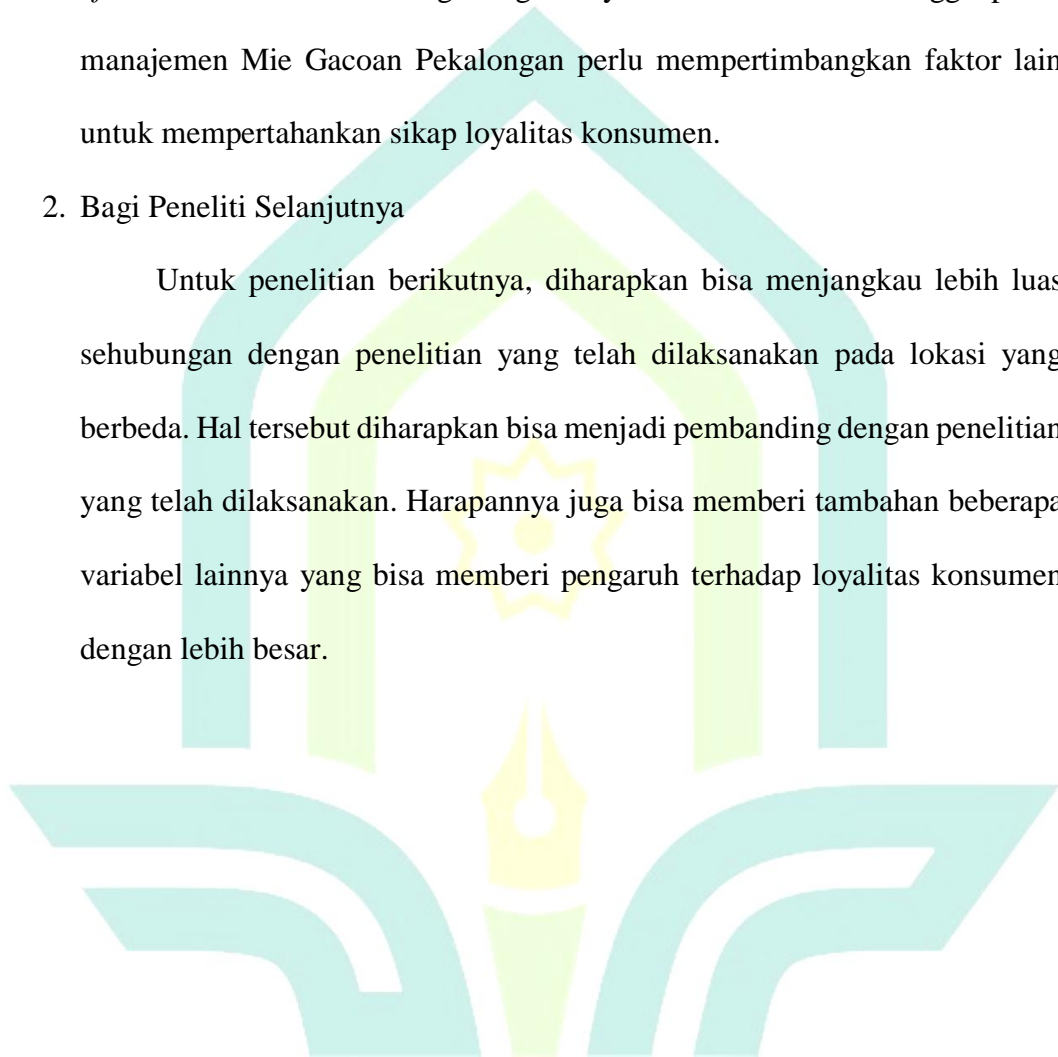 manajemen Mie Gacoan Pekalongan perlu mempertimbangkan faktor lain
untuk mempertahankan sikap loyalitas konsumen.
2. Bagi Peneliti Selanjutnya
Untuk penelitian berikutnya, diharapkan bisa menjangkau lebih luas
sehubungan dengan penelitian yang telah dilaksanakan pada lokasi yang
berbeda. Hal tersebut diharapkan bisa menjadi pembanding dengan penelitian
yang telah dilaksanakan. Harapannya juga bisa memberi tambahan beberapa
variabel lainnya yang bisa memberi pengaruh terhadap loyalitas konsumen
dengan lebih besar.